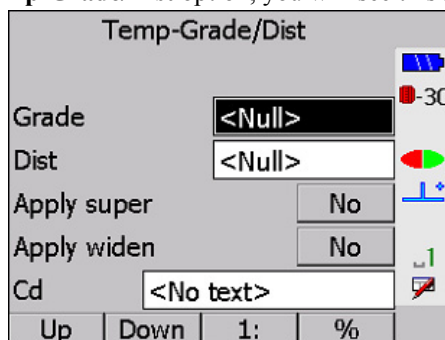 Temp-Grade/Dist
-30
Grade <Null>
Dist <Null>
Apply super No
Apply widen No
1
Cd <No text>
Up Down 1: %